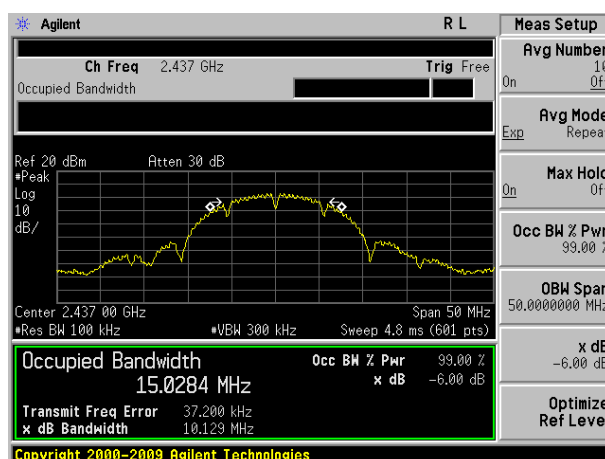 Agilent R L Meas Setup
Avg Number
10
On Off
Ch Freq 2.437 GHz Trig Free
Occupied Bandwidth
Avg Mode
Exp Repeat
Ref 20 dBm Atten 30 dB
#Peak
Log
10
dB/
Max Hold
On Off
Occ BW % Pwr
99.00 %
OBW Span
50.0000000 MHz
Center 2.437 00 GHz Span 50 MHz
#Res BW 100 kHz #VBW 300 kHz Sweep 4.8 ms (601 pts)
Occupied Bandwidth Occ BW % Pwr 99.00 %
15.0284 MHz x dB -6.00 dB
Transmit Freq Error 37.200 kHz
x dB Bandwidth 10.129 MHz
x dB
-6.00 dB
Optimize
Ref Level
Copyright 2000-2009 Agilent Technologies